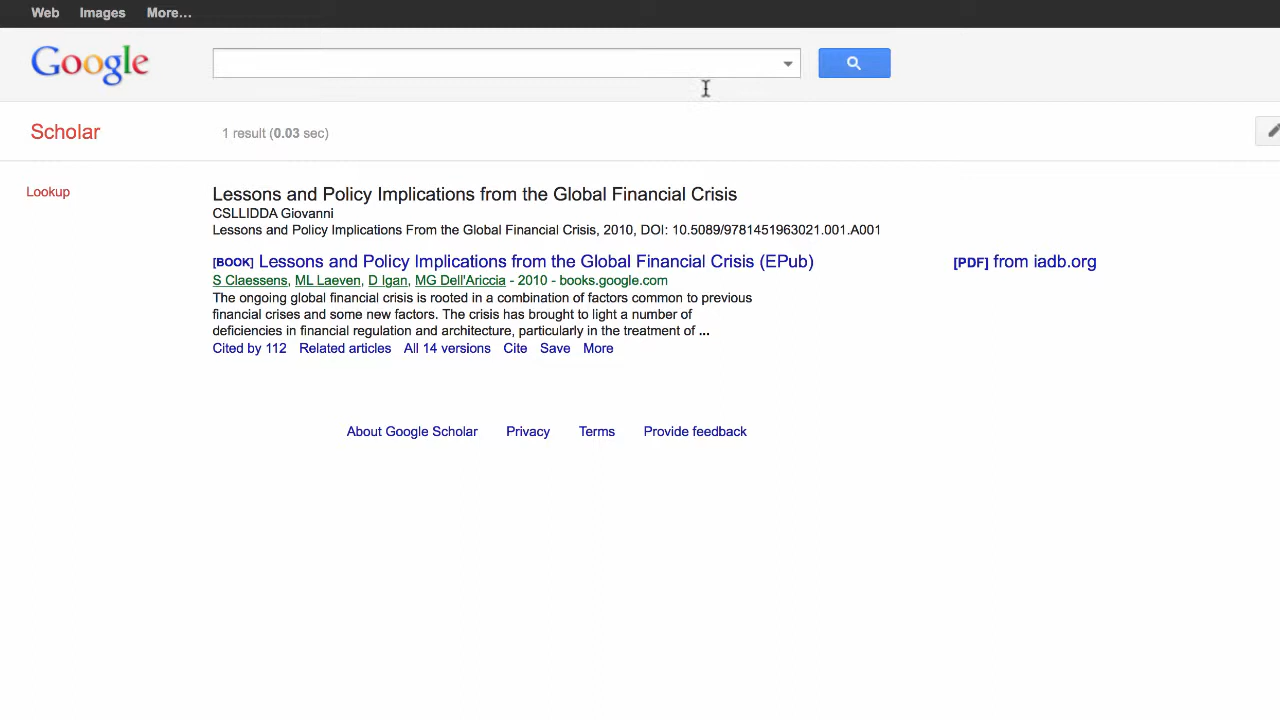 Web Images More...
Google
Scholar 1 result (0.03 sec)
Lookup
Lessons and Policy Implications from the Global Financial Crisis
CSLLIDDA Giovanni
Lessons and Policy Implications From the Global Financial Crisis, 2010, DOI: 10.5089/9781451963021.001.A001
[BOOK] Lessons and Policy Implications from the Global Financial Crisis (EPub) [PDF] from iadb.org
S Claessens, ML Laeven, D Igan, MG Dell'Ariccia - 2010 - books.google.com
The ongoing global financial crisis is rooted in a combination of factors common to previous
financial crises and some new factors. The crisis has brought to light a number of
deficiencies in financial regulation and architecture, particularly in the treatment of ...
Cited by 112 Related articles All 14 versions Cite Save More
About Google Scholar Privacy Terms Provide feedback